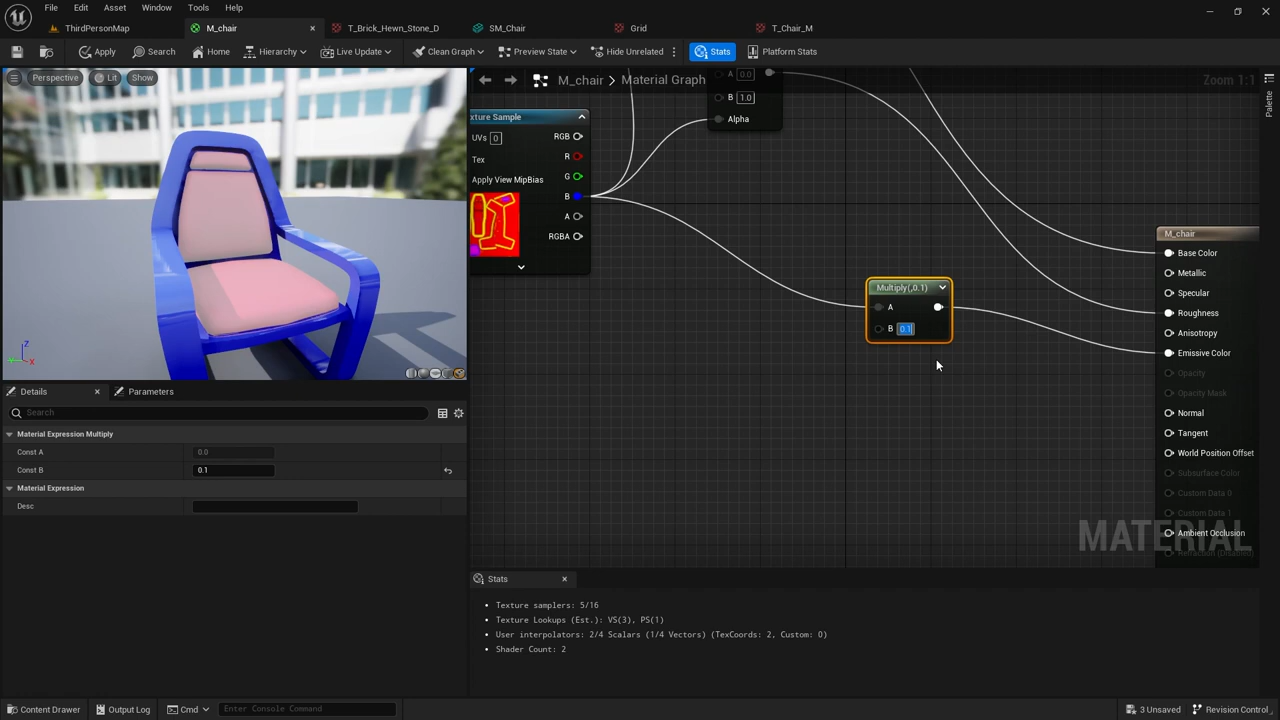 File Edit Asset Window Tools Help
ThirdPersonMap M_chair T_Brick_Hewn_Stone_D SM_Chair Grid T_Chair_M
Apply Search Home Hierarchy Live Update Clean Graph Preview State Hide Unrelated Stats Platform Stats
Perspective Lit Show
M_chair > Material Graph
Zoom 1:1
Palette
A 0.0
B 1.0
Alpha
xture Sample
UVs 0
Tex
Apply View MipBias
RGB
R
G
B
A
RGBA
Multiply(,0.1)
A
B 0.1
M_chair
Base Color
Metallic
Specular
Roughness
Anisotropy
Emissive Color
Opacity
Opacity Mask
Normal
Tangent
World Position Offset
Subsurface Color
Custom Data 0
Custom Data 1
Ambient Occlusion
Refraction (Disabled)
MATERIAL
Z
Y
X
Details Parameters
Search
Material Expression Multiply
Const A 0.0
Const B 0.1
Material Expression
Desc
Stats
Texture samplers: 5/16
Texture Lookups (Est.): VS(3), PS(1)
User interpolators: 2/4 Scalars (1/4 Vectors) (TexCoords: 2, Custom: 0)
Shader Count: 2
Content Drawer Output Log Cmd Enter Console Command 3 Unsaved Revision Control